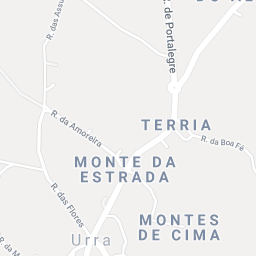 R. das Assu
R. de Portalegre
TERRIA
R. da Amoreira
R. da Boa Fé
MONTE DA
ESTRADA
R. das Flores
MONTES
DE CIMA
Urra
R. da M